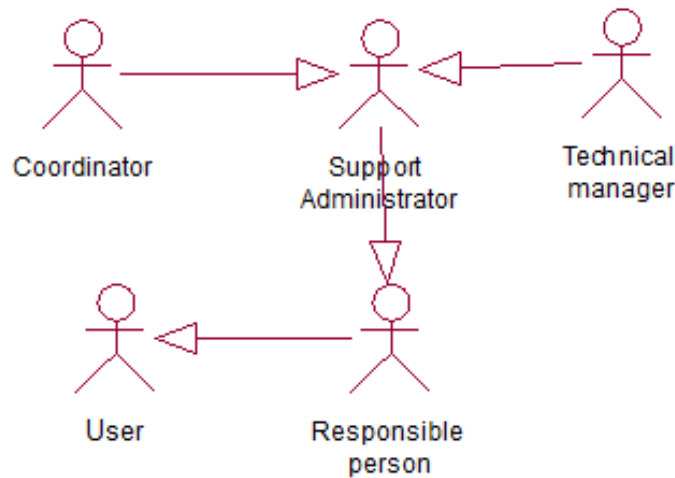 Coordinator
Support
Administrator
Technical
manager
User
Responsible
person